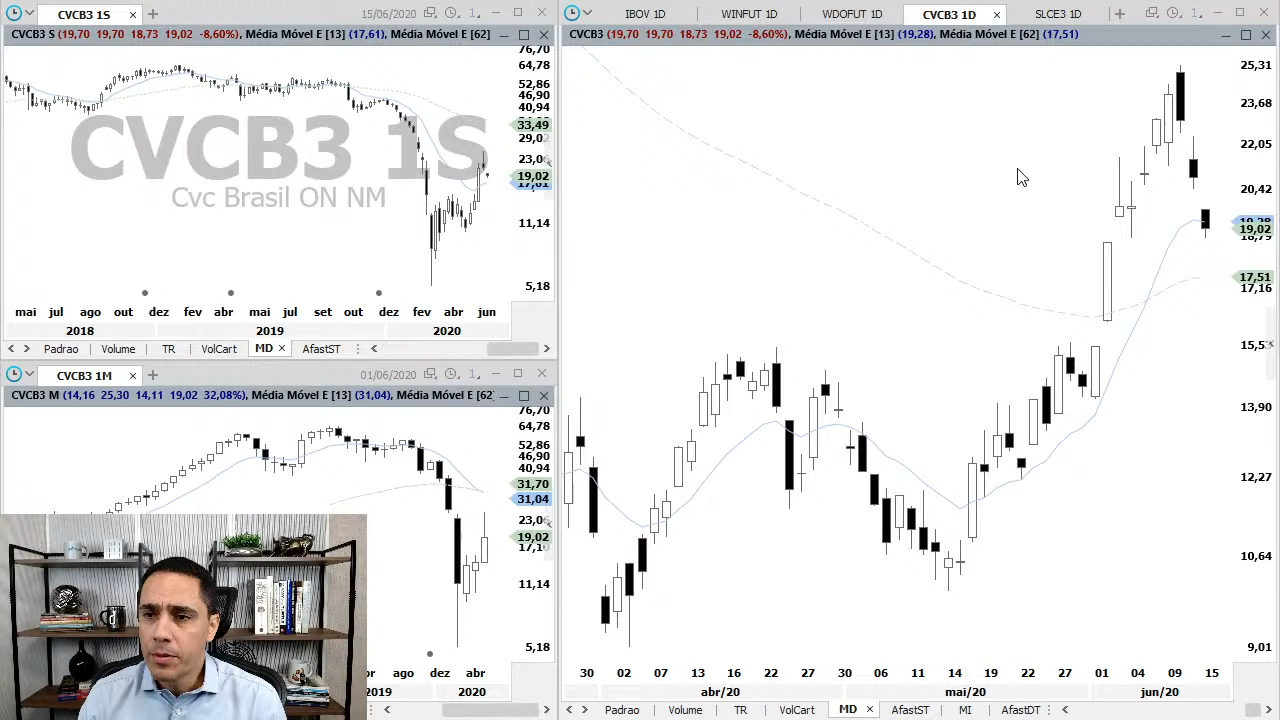 CVCB3 1S
15/06/2020
1
CVCB3 S (19,70 19,70 18,73 19,02 -8,60%), Média Móvel E [13] (17,61), Média Móvel E [62]
76,70
64,78
52,86
46,90
40,94
33,49
29,02
19,02
11,14
5,18
CVCB3 1S
Cvc Brasil ON NM
mai jul ago out dez fev abr mai jul set out dez fev abr jun
2018 2019 2020
Padrao Volume TR VolCart MD AfastST
CVCB3 1M
01/06/2020
1
CVCB3 M (14,16 25,30 14,11 19,02 32,08%), Média Móvel E [13] (31,04), Média Móvel E [62]
76,70
64,78
52,86
46,90
40,94
31,70
31,04
19,02
11,14
5,18
ago out dez abr
2019 2020
IBOV 1D WINFUT 1D WDOFUT 1D CVCB3 1D SLCE3 1D
1
CVCB3 (19,70 19,70 18,73 19,02 -8,60%), Média Móvel E [13] (19,28), Média Móvel E [62] (17,51)
25,31
23,68
22,05
20,42
19,28
19,02
18,79
17,51
17,16
13,90
12,27
10,64
9,01
30 02 07 13 16 22 27 30 06 11 14 19 22 27 01 04 09 15
abr/20 mai/20 jun/20
Padrao Volume TR VolCart MD AfastST MI AfastDT